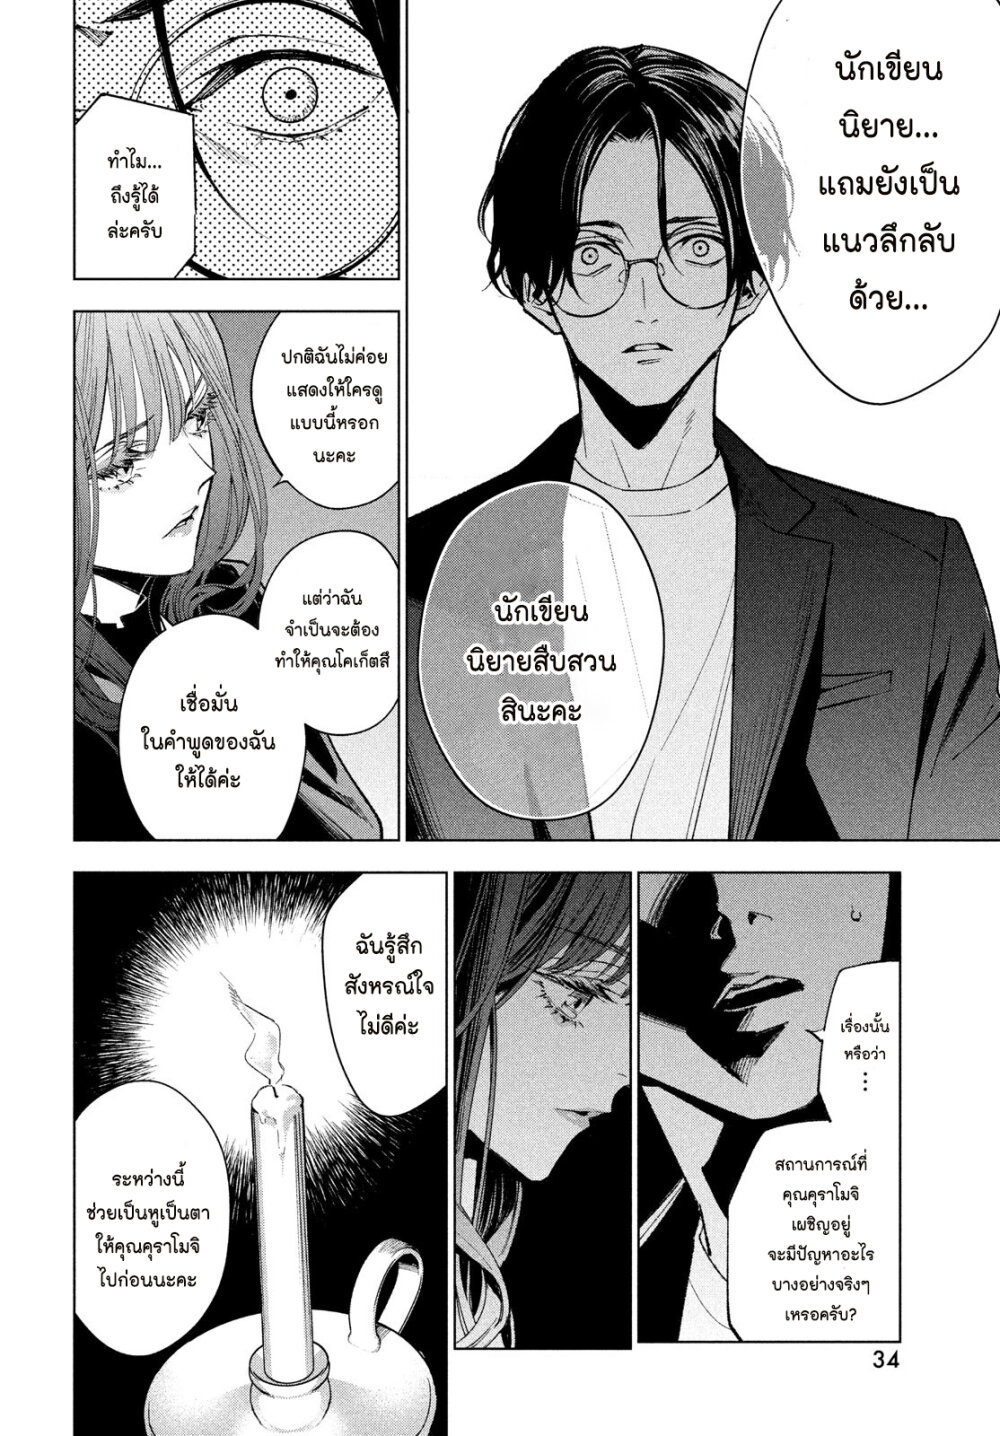 นักเขียน
นิยาย...
แถมยังเป็น
แนวลึกลับ
ด้วย...
นักเขียน
นิยายสืบสวน
สินะคะ
ทำไม...
ถึงรู้ได้
ล่ะครับ
ปกติฉันไม่ค่อย
แสดงให้ใครดู
แบบนี้หรอก
นะคะ
แต่ว่าฉัน
จำเป็นจะต้อง
ทำให้คุณโคเก็ตสึ
เชื่อมั่น
ในคำพูดของฉัน
ให้ได้ค่ะ
เรื่องนั้น
หรือว่า
...
สถานการณ์ที่
คุณคุราโมจิ
เผชิญอยู่
จะมีปัญหาอะไร
บางอย่างจริงๆ
เหรอครับ?
ฉันรู้สึก
สังหรณ์ใจ
ไม่ดีค่ะ
ระหว่างนี้
ช่วยเป็นหูเป็นตา
ให้คุณคุราโมจิ
ไปก่อนนะคะ
34